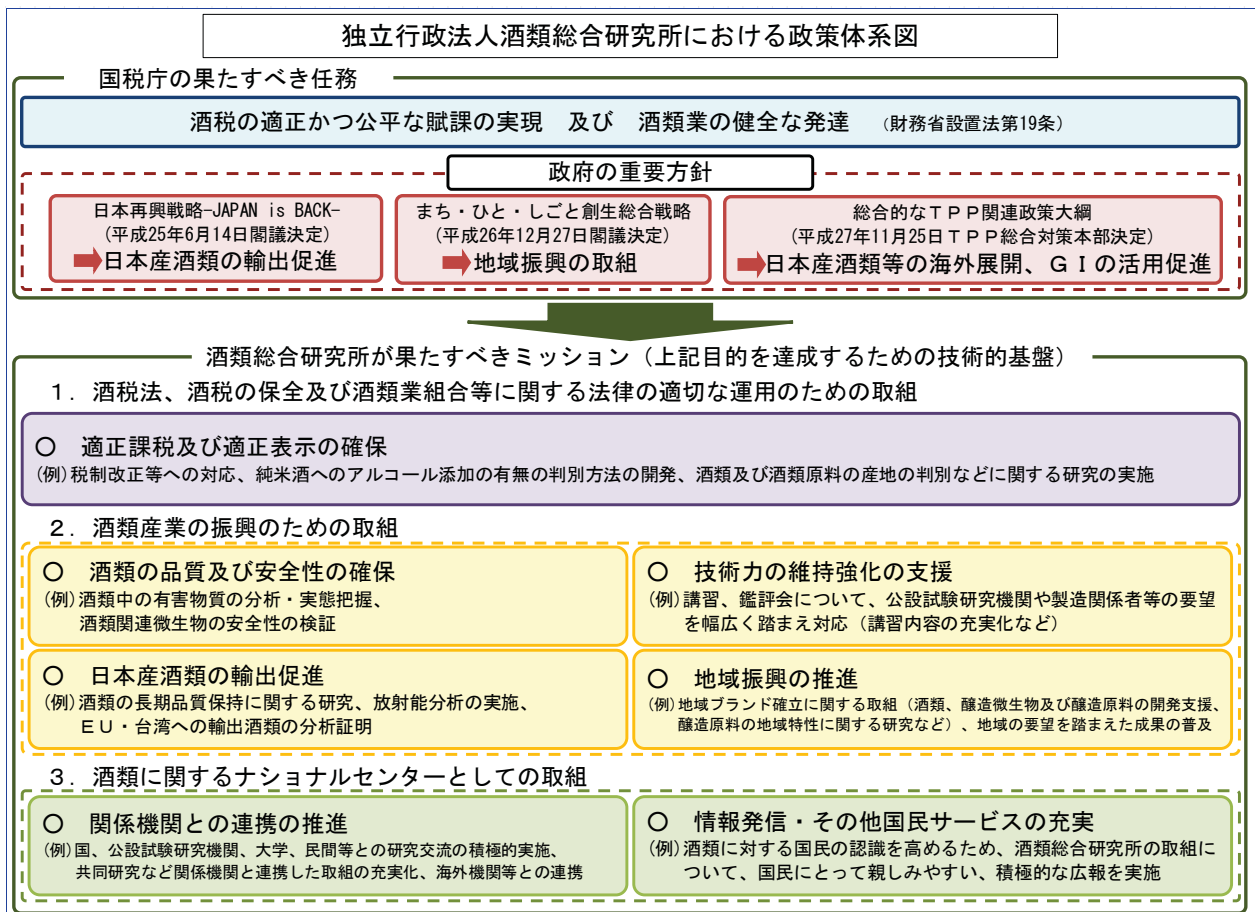 独立行政法人酒類総合研究所における政策体系図
国税庁の果たすべき任務
酒税の適正かつ公平な賦課の実現　及び　酒類業の健全な発達　（財務省設置法第19条）
政府の重要方針
日本再興戦略−JAPAN is BACK−
(平成25年6月14日閣議決定)
日本産酒類の輸出促進
まち・ひと・しごと創生総合戦略
(平成26年12月27日閣議決定)
地域振興の取組
総合的なＴＰＰ関連政策大綱
(平成27年11月25日ＴＰＰ総合対策本部決定)
日本産酒類等の海外展開、ＧＩの活用促進
酒類総合研究所が果たすべきミッション（上記目的を達成するための技術的基盤）
１．酒税法、酒税の保全及び酒類業組合等に関する法律の適切な運用のための取組
○　適正課税及び適正表示の確保
(例)税制改正等への対応、純米酒へのアルコール添加の有無の判別方法の開発、酒類及び酒類原料の産地の判別などに関する研究の実施
２．酒類産業の振興のための取組
○　酒類の品質及び安全性の確保
(例)酒類中の有害物質の分析・実態把握、
酒類関連微生物の安全性の検証
○　技術力の維持強化の支援
(例)講習、鑑評会について、公設試験研究機関や製造関係者等の要望
を幅広く踏まえ対応（講習内容の充実化など）
○　日本産酒類の輸出促進
(例)酒類の長期品質保持に関する研究、放射能分析の実施、
ＥＵ・台湾への輸出酒類の分析証明
○　地域振興の推進
(例)地域ブランド確立に関する取組（酒類、醸造微生物及び醸造原料の開発支援、
醸造原料の地域特性に関する研究など）、地域の要望を踏まえた成果の普及
３．酒類に関するナショナルセンターとしての取組
○　関係機関との連携の推進
(例)国、公設試験研究機関、大学、民間等との研究交流の積極的実施、
共同研究など関係機関と連携した取組の充実化、海外機関等との連携
○　情報発信・その他国民サービスの充実
(例)酒類に対する国民の認識を高めるため、酒類総合研究所の取組に
ついて、国民にとって親しみやすい、積極的な広報を実施